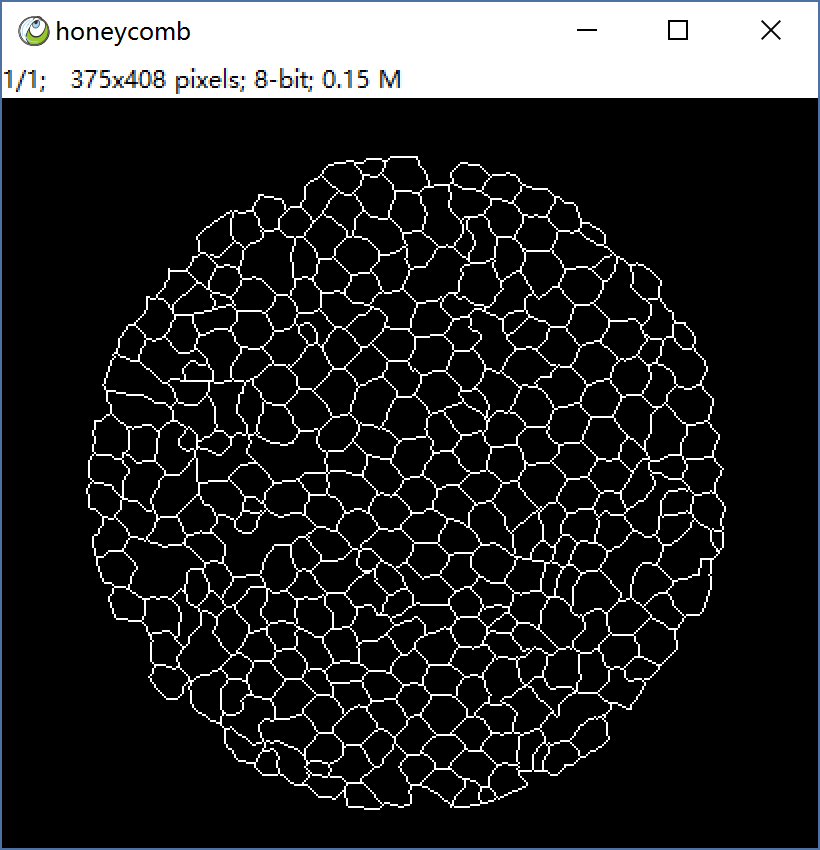 honeycomb
1/1; 375x408 pixels; 8-bit; 0.15 M